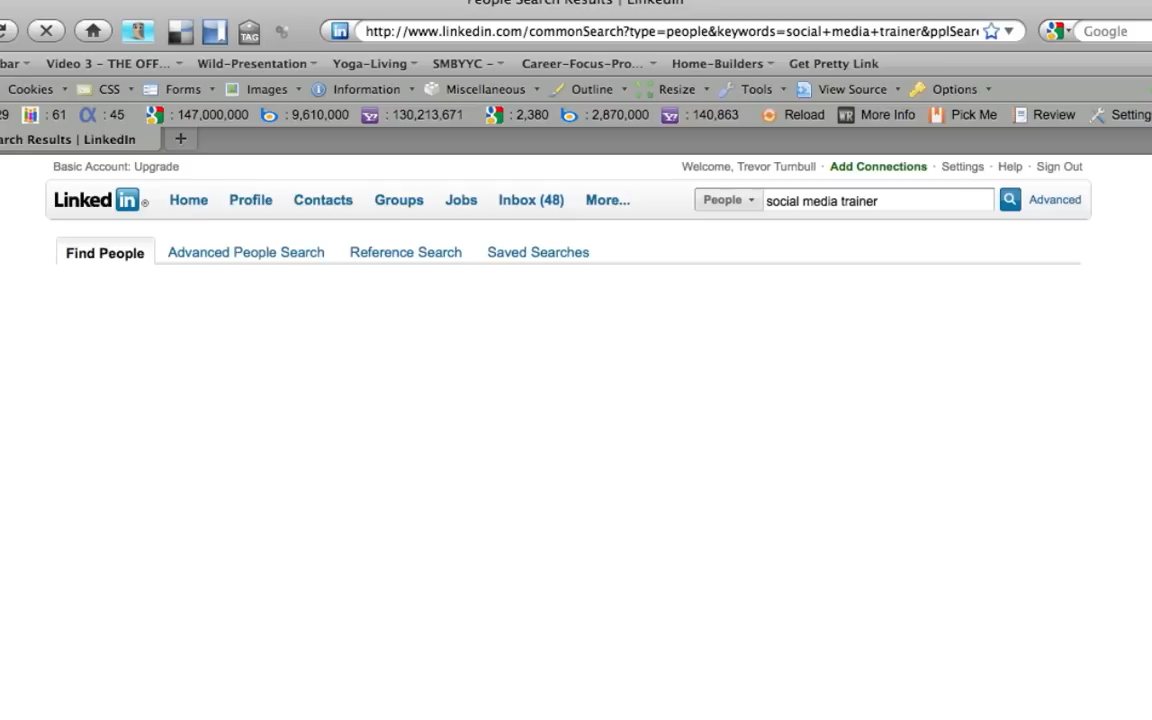 People Search Results | LinkedIn
http://www.linkedin.com/commonSearch?type=people&keywords=social+media+trainer&pplSear Google
bar Video 3 – THE OFF... Wild-Presentation Yoga-Living SMBYYC – Career-Focus-Pro... Home-Builders Get Pretty Link
Cookies CSS Forms Images Information Miscellaneous Outline Resize Tools View Source Options
29 : 61 : 45 : 147,000,000 : 9,610,000 : 130,213,671 : 2,380 : 2,870,000 : 140,863 Reload More Info Pick Me Review Setting
arch Results | LinkedIn +
Basic Account: Upgrade Welcome, Trevor Turnbull · Add Connections · Settings · Help · Sign Out
Linked in ® Home Profile Contacts Groups Jobs Inbox (48) More... People social media trainer Advanced
Find People Advanced People Search Reference Search Saved Searches